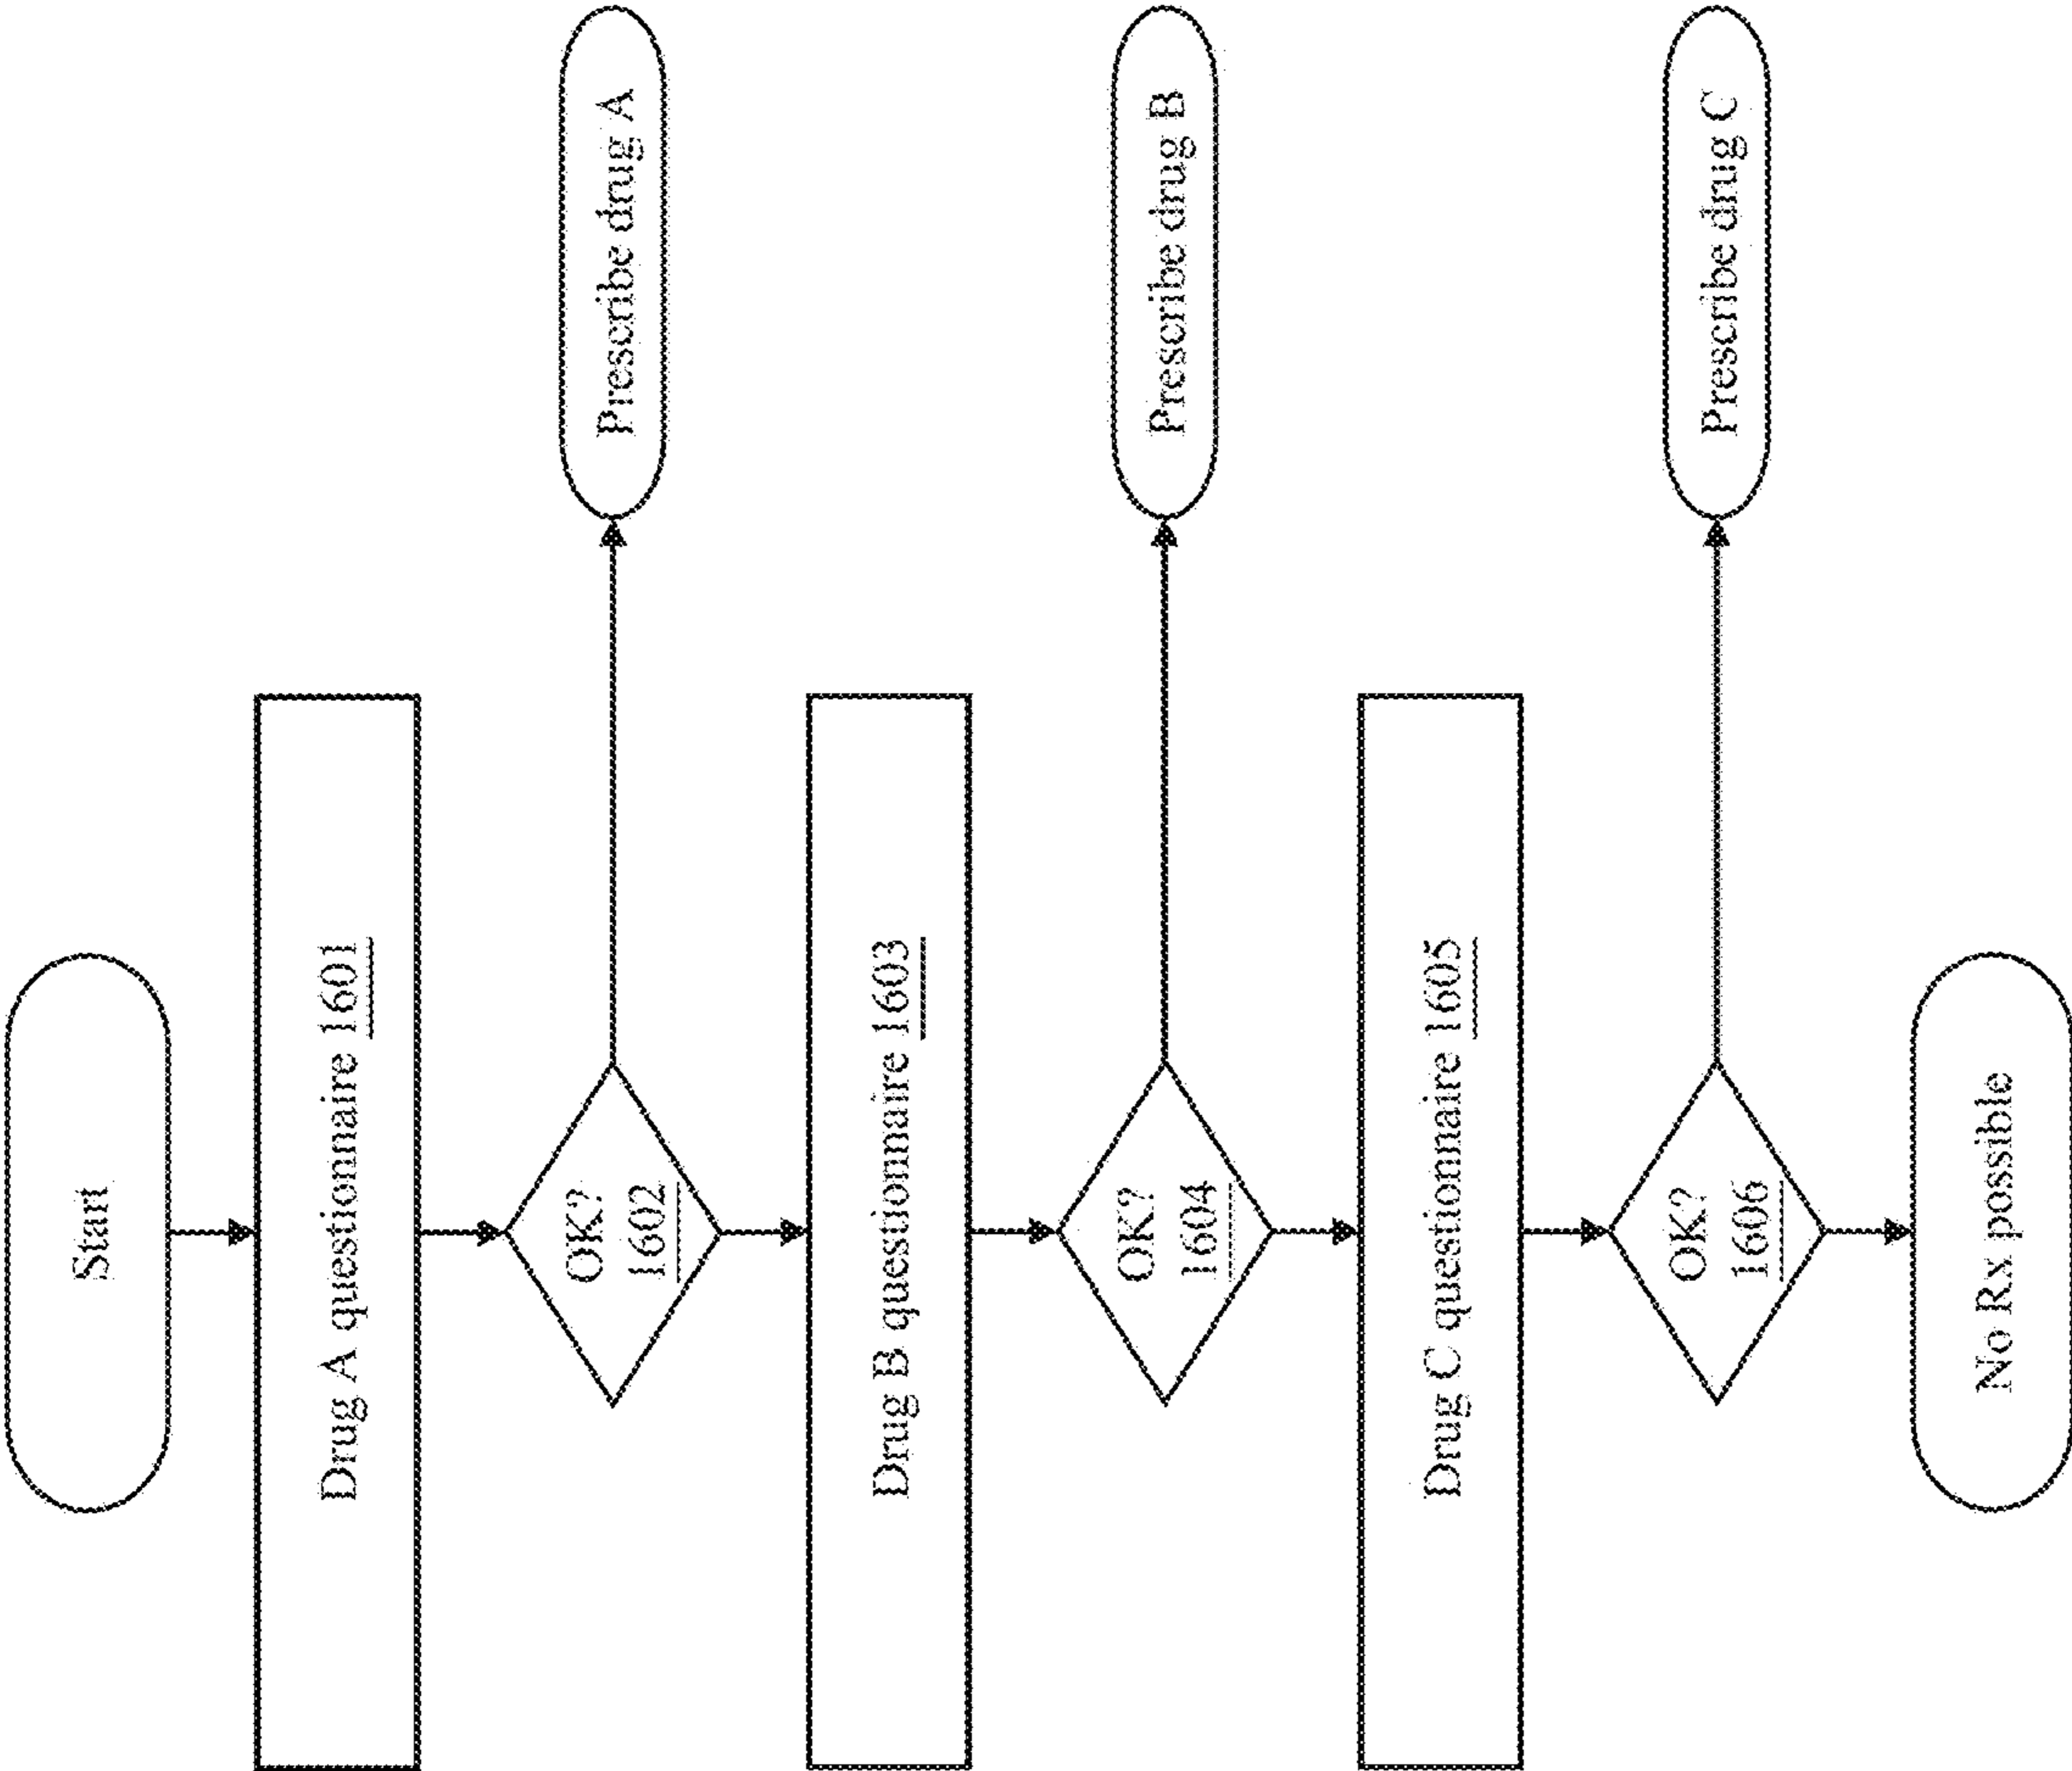 Start
Drug A questionnaire 1601
OK?
1602
Prescribe drug A
Drug B questionnaire 1603
OK?
1604
Prescribe drug B
Drug C questionnaire 1605
OK?
1606
Prescribe drug C
No Rx possible